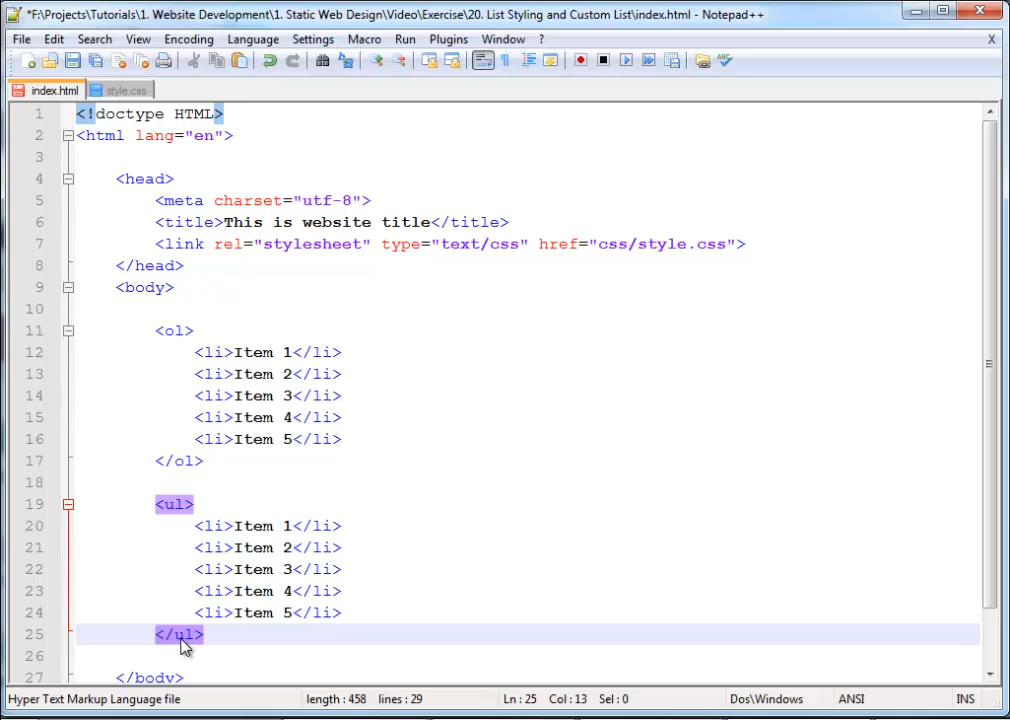 *F:\Projects\Tutorials\1. Website Development\1. Static Web Design\Video\Exercise\20. List Styling and Custom List\index.html - Notepad++
File Edit Search View Encoding Language Settings Macro Run Plugins Window ? X
index.html style.css
1 <!doctype HTML>
2 <html lang="en">
3
4 <head>
5 <meta charset="utf-8">
6 <title>This is website title</title>
7 <link rel="stylesheet" type="text/css" href="css/style.css">
8 </head>
9 <body>
10
11 <ol>
12 <li>Item 1</li>
13 <li>Item 2</li>
14 <li>Item 3</li>
15 <li>Item 4</li>
16 <li>Item 5</li>
17 </ol>
18
19 <ul>
20 <li>Item 1</li>
21 <li>Item 2</li>
22 <li>Item 3</li>
23 <li>Item 4</li>
24 <li>Item 5</li>
25 </ul>
26
27 </body>
Hyper Text Markup Language file length : 458 lines : 29 Ln : 25 Col : 13 Sel : 0 Dos\Windows ANSI INS